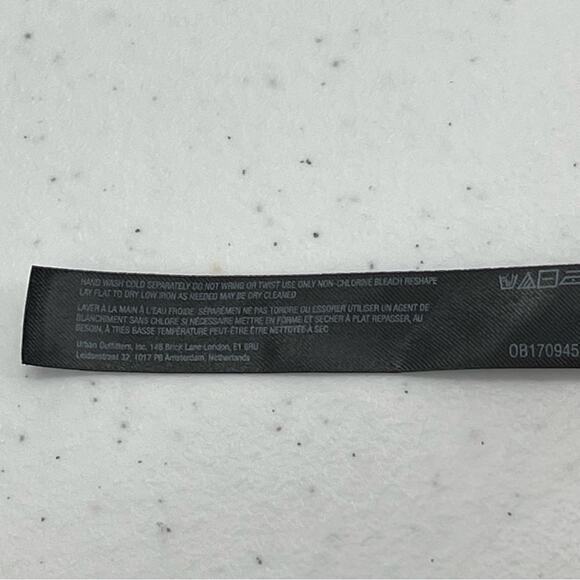 HAND WASH COLD SEPARATELY DO NOT WRING OR TWIST USE ONLY NON-CHLORINE BLEACH RESHAPE
LAY FLAT TO DRY LOW IRON AS NEEDED MAY BE DRY CLEANED
LAVER À LA MAIN À L'EAU FROIDE. SÉPARÉMEN NE PAS TORDRE OU ESSORER UTILISER UN AGENT DE
BLANCHIMENT SANS CHLORE SI NÉCESSAIRE METTRE EN FORME ET SÉCHER À PLAT REPASSER, AU
BESOIN, À TRÈS BASSE TEMPÉRATURE PEUT-ÊTRE ÊTRE NETTOYÉE À SEC
Urban Outfitters, Inc. 148 Brick Lane-London, E1 6RU
Leidsestraat 32, 1017 PB Amsterdam, Netherlands
OB170945